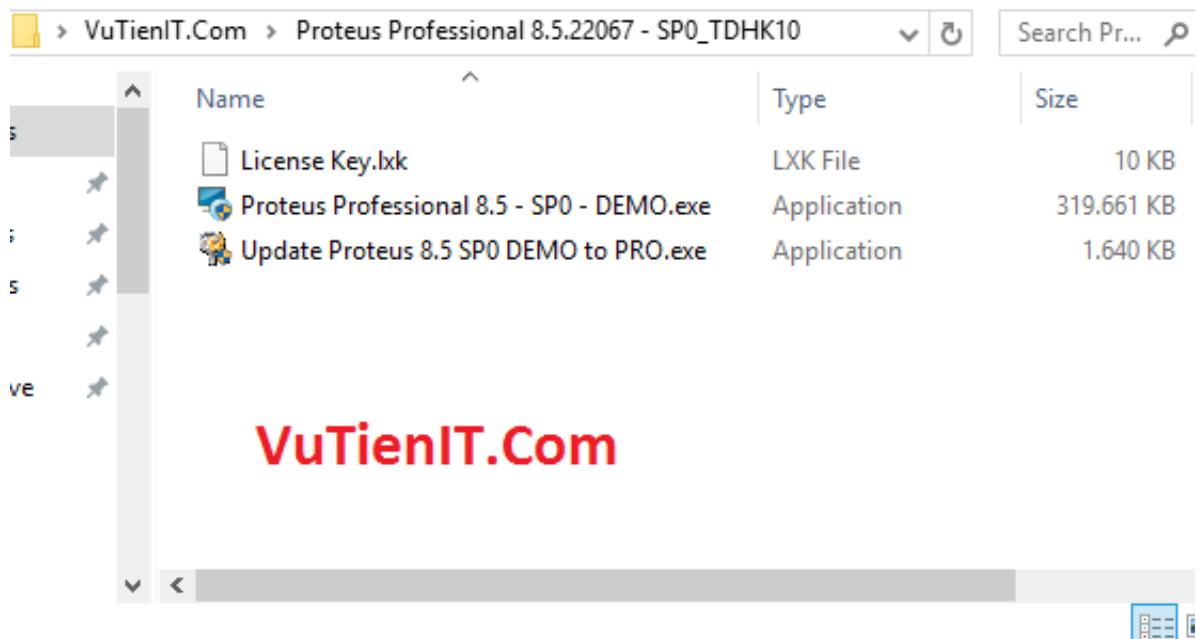 VuTienIT.Com > Proteus Professional 8.5.22067 - SP0_TDHK10 Search Pr...
Name Type Size
s
License Key.lxk LXK File 10 KB
Proteus Professional 8.5 - SP0 - DEMO.exe Application 319.661 KB
Update Proteus 8.5 SP0 DEMO to PRO.exe Application 1.640 KB
s
ve
VuTienIT.Com